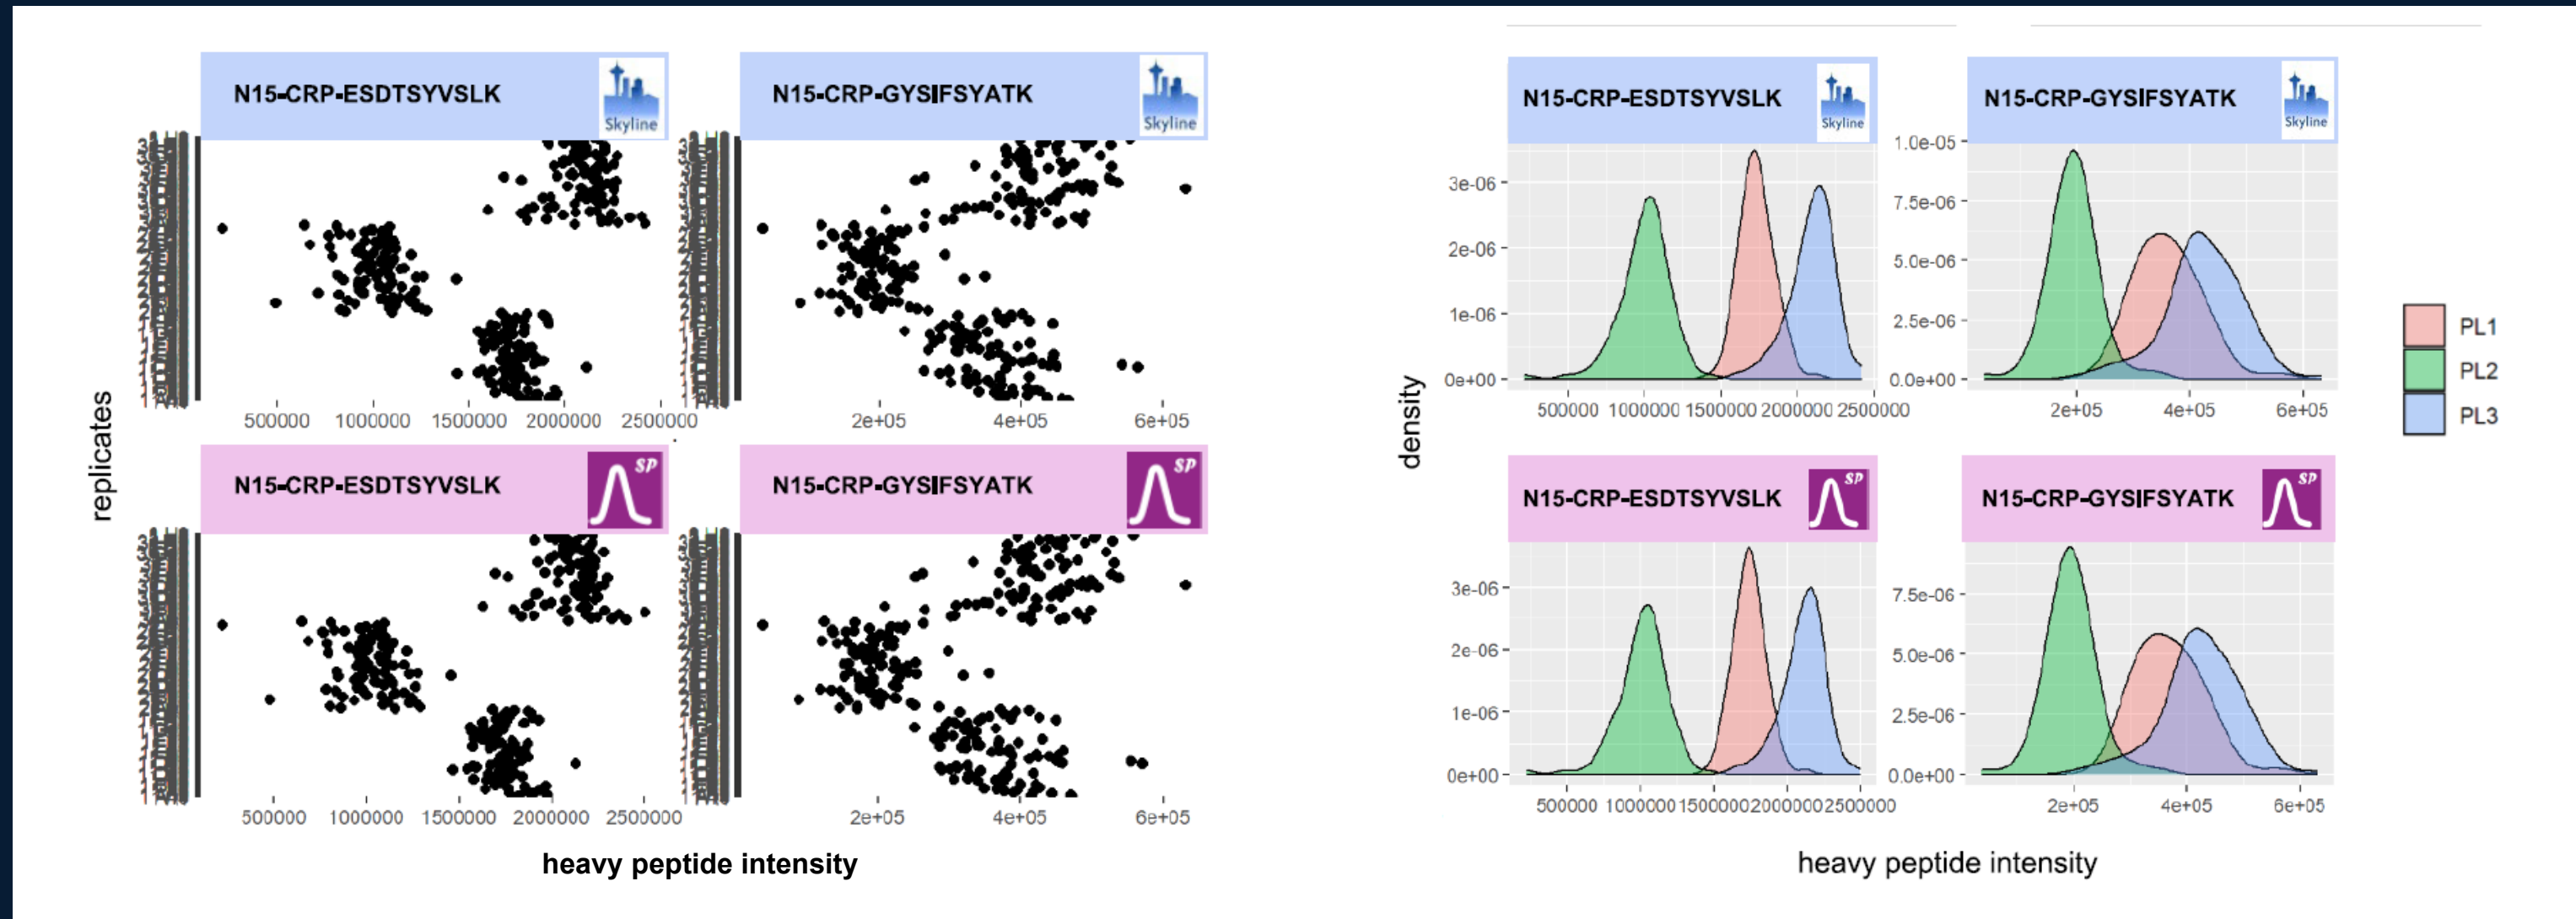 N15-CRP-ESDTSYVSLK
Skyline
N15-CRP-GYSIFSYATK
Skyline
500000 1000000 1500000 2000000 2500000
2e+05 4e+05 6e+05
replicates
N15-CRP-ESDTSYVSLK
SP
N15-CRP-GYSIFSYATK
SP
500000 1000000 1500000 2000000 2500000
2e+05 4e+05 6e+05
heavy peptide intensity
N15-CRP-ESDTSYVSLK
Skyline
N15-CRP-GYSIFSYATK
Skyline
3e-06
2e-06
1e-06
0e+00
500000 1000000 1500000 2000000 2500000
1.0e-05
7.5e-06
5.0e-06
2.5e-06
0.0e+00
2e+05 4e+05 6e+05
density
PL1
PL2
PL3
N15-CRP-ESDTSYVSLK
SP
N15-CRP-GYSIFSYATK
SP
3e-06
2e-06
1e-06
0e+00
500000 1000000 1500000 2000000 2500000
7.5e-06
5.0e-06
2.5e-06
0.0e+00
2e+05 4e+05 6e+05
heavy peptide intensity